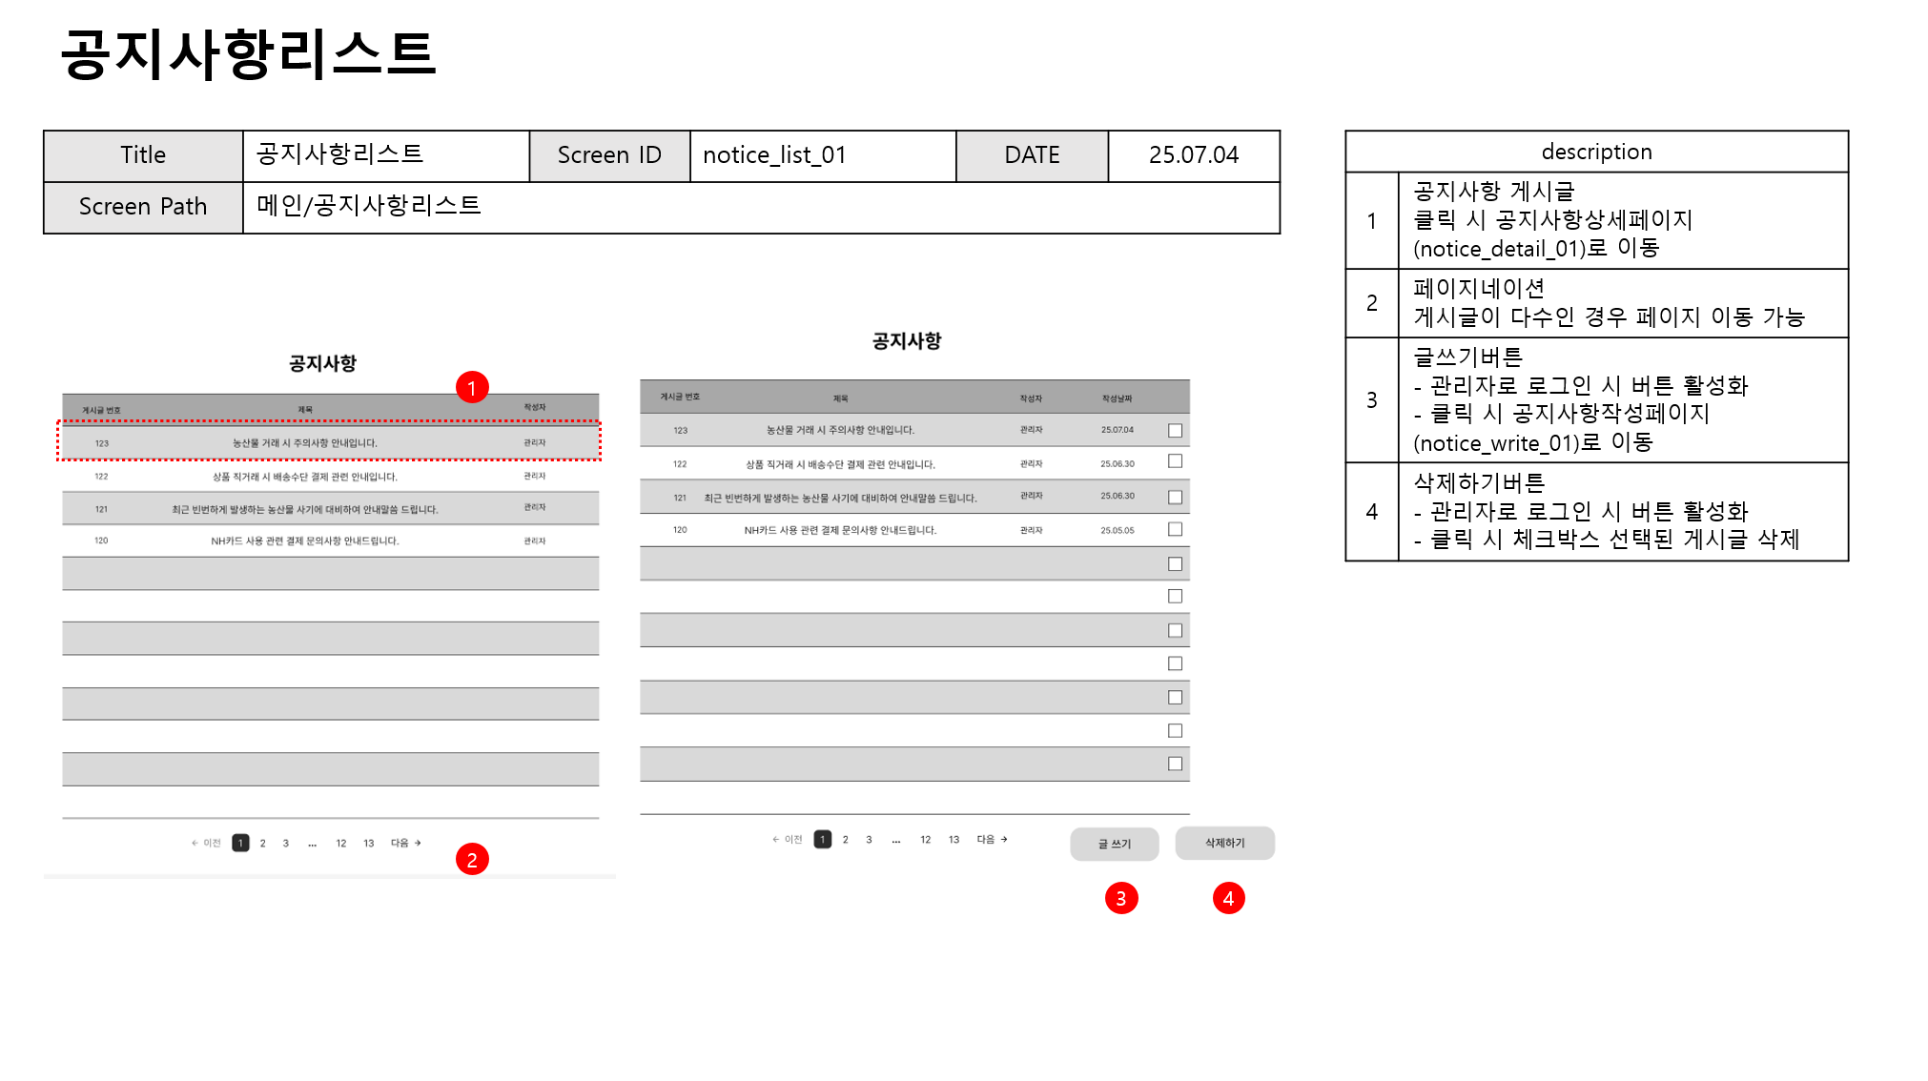 공지사항리스트
Title 공지사항리스트 Screen ID notice_list_01 DATE 25.07.04
Screen Path 메인/공지사항리스트
공지사항
1
게시글 번호 제목 작성자
123 농산물 거래 시 주의사항 안내입니다. 관리자
122 상품 직거래 시 배송수단 결제 관련 안내입니다. 관리자
121 최근 빈번하게 발생하는 농산물 사기에 대비하여 안내말씀 드립니다. 관리자
120 NH카드 사용 관련 결제 문의사항 안내드립니다. 관리자
← 이전 1 2 3 ... 12 13 다음 →
2
공지사항
게시글 번호 제목 작성자 작성날짜
123 농산물 거래 시 주의사항 안내입니다. 관리자 25.07.04
122 상품 직거래 시 배송수단 결제 관련 안내입니다. 관리자 25.06.30
121 최근 빈번하게 발생하는 농산물 사기에 대비하여 안내말씀 드립니다. 관리자 25.06.30
120 NH카드 사용 관련 결제 문의사항 안내드립니다. 관리자 25.05.05
← 이전 1 2 3 ... 12 13 다음 →
글 쓰기 삭제하기
3 4
description
1 공지사항 게시글
클릭 시 공지사항상세페이지
(notice_detail_01)로 이동
2 페이지네이션
게시글이 다수인 경우 페이지 이동 가능
3 글쓰기버튼
- 관리자로 로그인 시 버튼 활성화
- 클릭 시 공지사항작성페이지
(notice_write_01)로 이동
4 삭제하기버튼
- 관리자로 로그인 시 버튼 활성화
- 클릭 시 체크박스 선택된 게시글 삭제